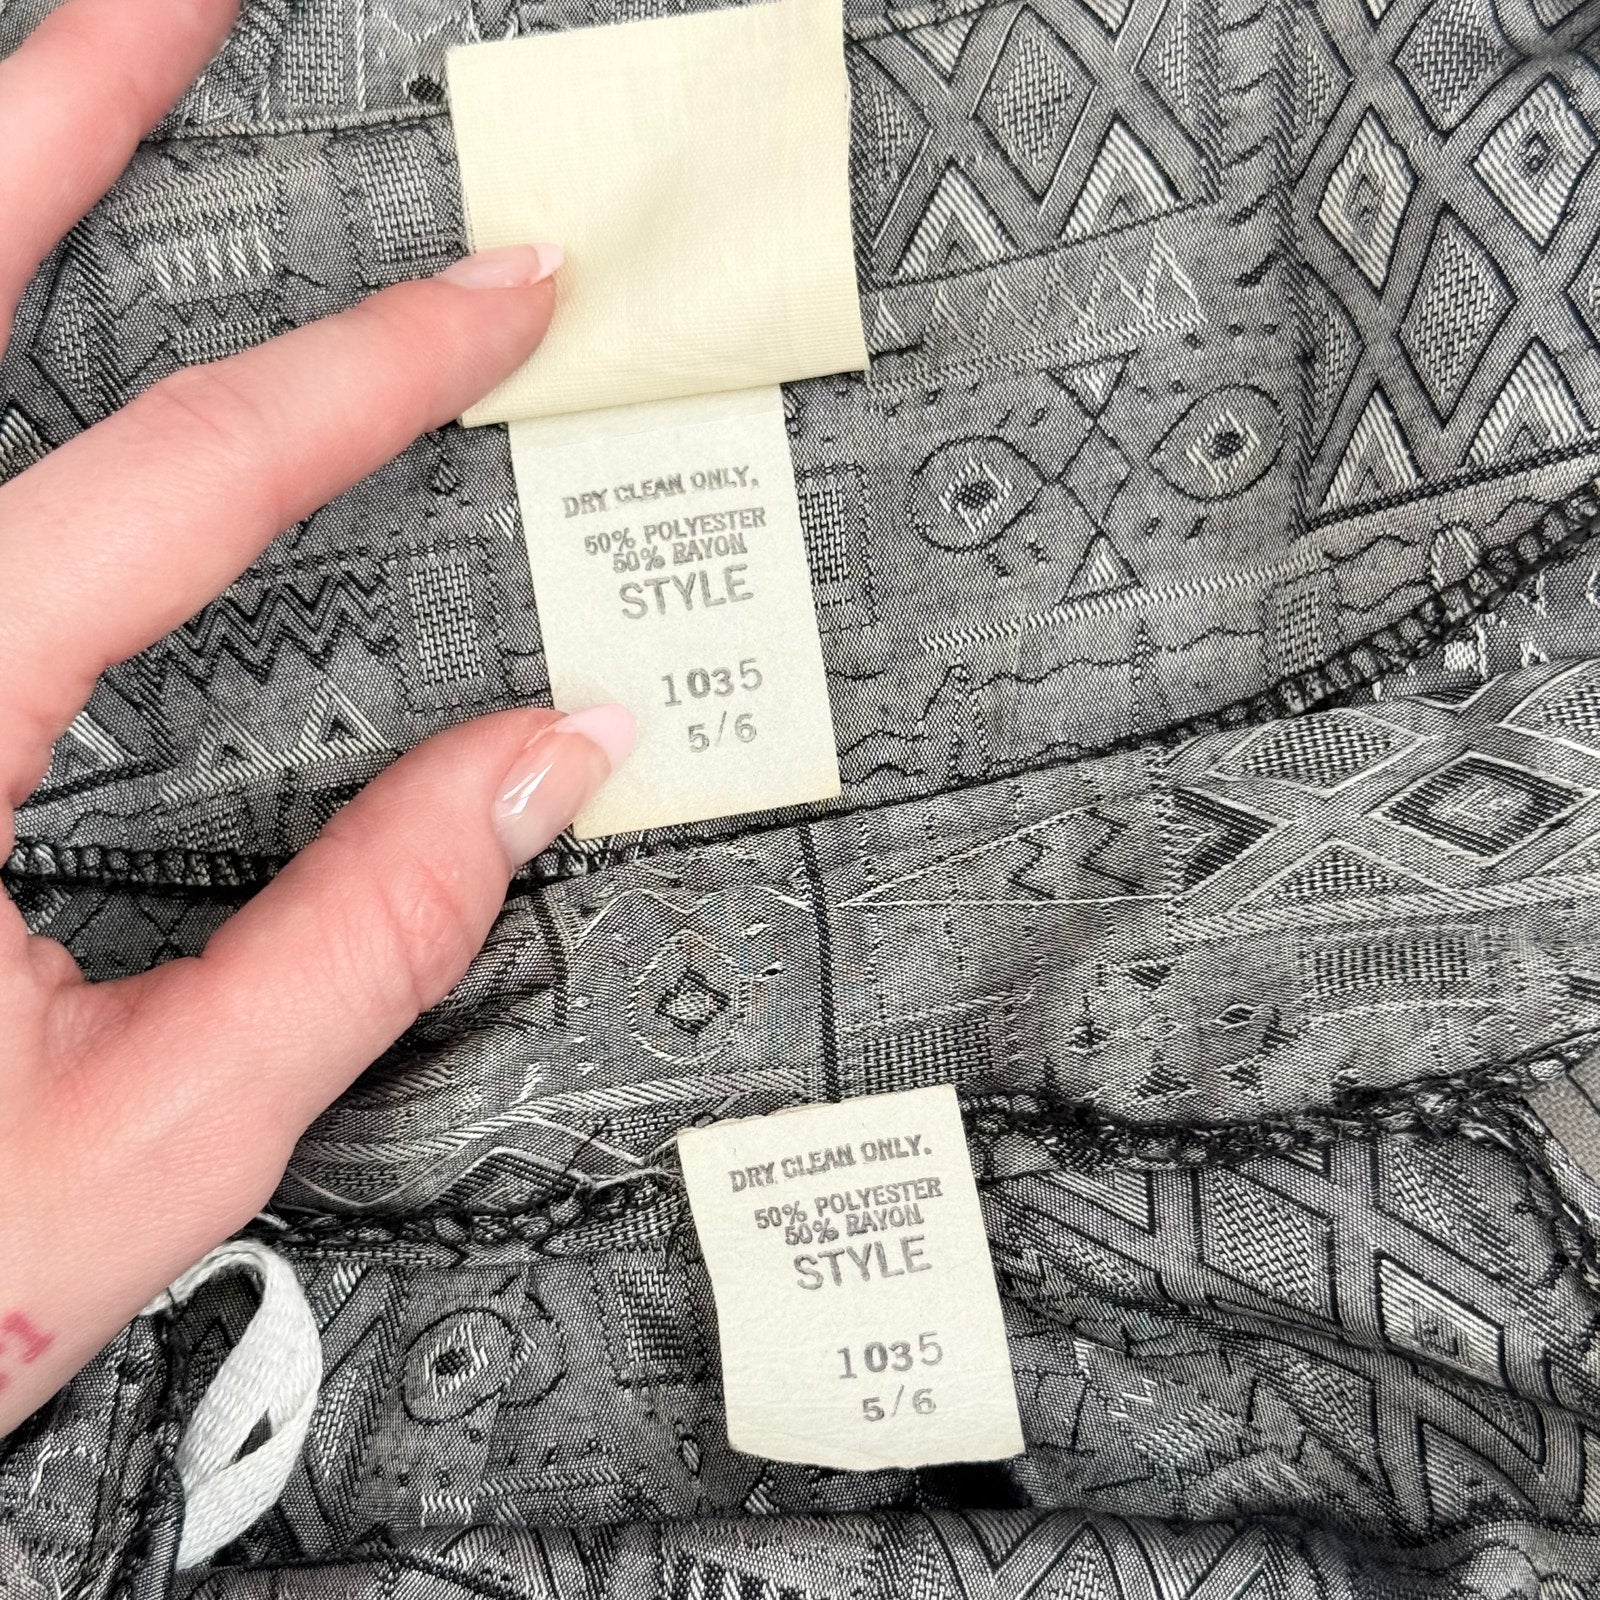 DRY CLEAN ONLY.
50% POLYESTER
50% RAYON
STYLE
1035
5/6
DRY CLEAN ONLY.
50% POLYESTER
50% RAYON
STYLE
1035
5/6